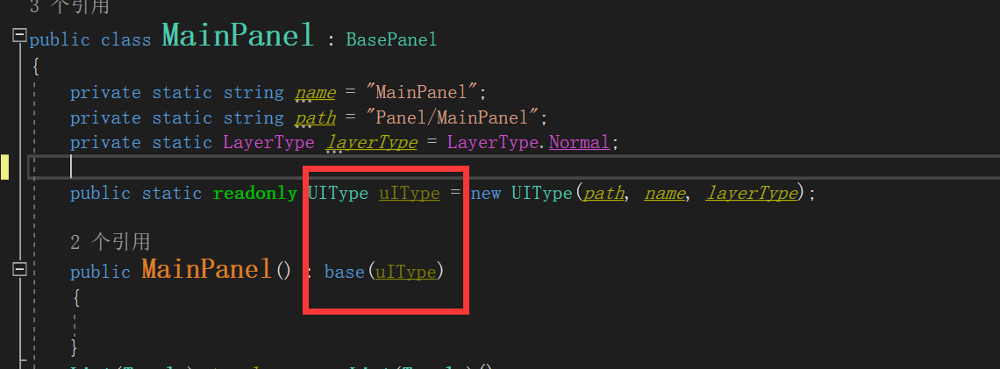 3 个引用
public class MainPanel : BasePanel
{
private static string name = "MainPanel";
private static string path = "Panel/MainPanel";
private static LayerType layerType = LayerType.Normal;
public static readonly UIType uIType = new UIType(path, name, layerType);
2 个引用
public MainPanel() : base(uIType)
{
}